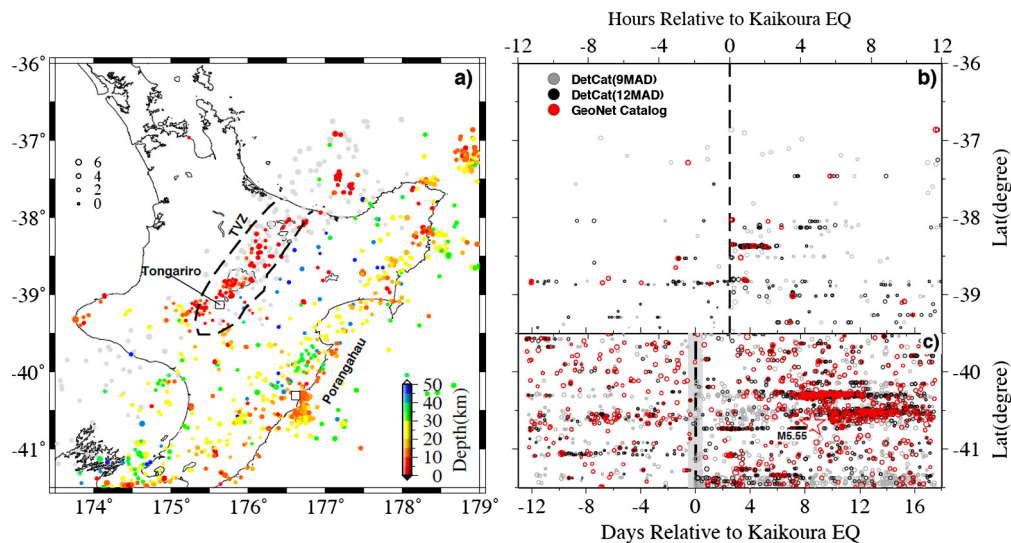 Hours Relative to Kaikoura EQ
-12 -8 -4 0 4 8 12
-36°
-37°
-38°
-39°
-40°
-41°
a)
6
4
2
0
TVZ
Tongariro
Porangahau
50
40
30
20
10
0
Depth(km)
174° 175° 176° 177° 178° 179°
b)
DetCat(9MAD)
DetCat(12MAD)
GeoNet Catalog
-36
-37
-38
-39
Lat(degree)
c)
M5.55
-40
-41
Lat(degree)
-12 -8 -4 0 4 8 12 16
Days Relative to Kaikoura EQ